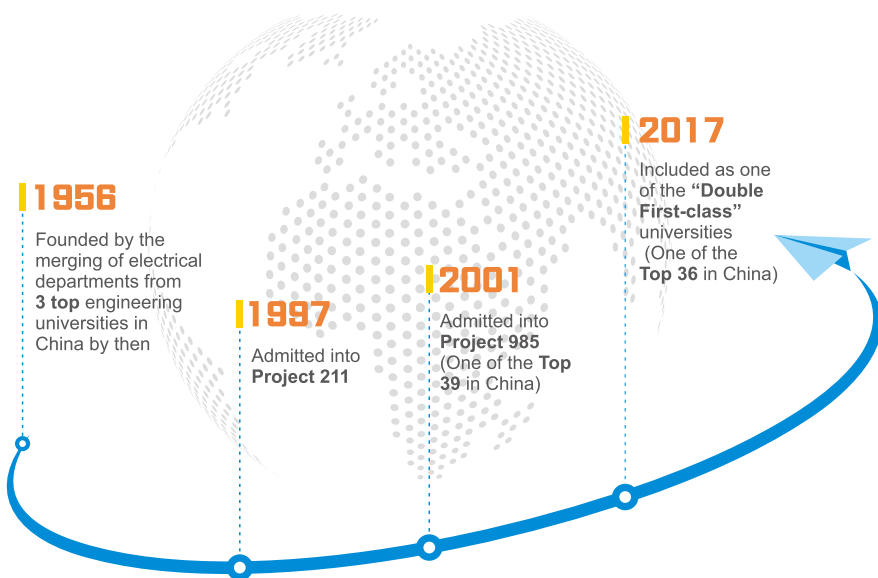 1956
Founded by the
merging of electrical
departments from
3 top engineering
universities in
China by then
1997
Admitted into
Project 211
2001
Admitted into
Project 985
(One of the Top
39 in China)
2017
Included as one
of the “Double
First-class”
universities
(One of the
Top 36 in China)